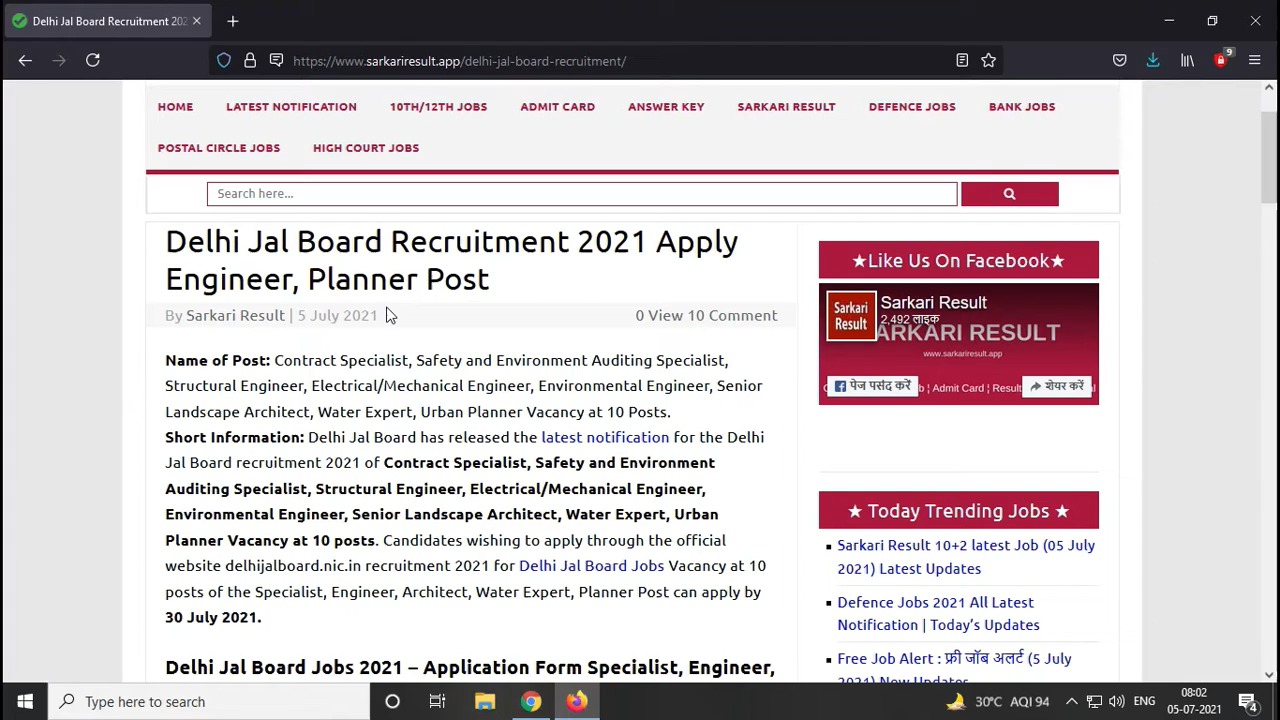 Delhi Jal Board Recruitment 202
https://www.sarkariresult.app/delhi-jal-board-recruitment/
9
HOME LATEST NOTIFICATION 10TH/12TH JOBS ADMIT CARD ANSWER KEY SARKARI RESULT DEFENCE JOBS BANK JOBS
POSTAL CIRCLE JOBS HIGH COURT JOBS
Search here...
Delhi Jal Board Recruitment 2021 Apply
Engineer, Planner Post
By Sarkari Result | 5 July 2021
0 View 10 Comment
Name of Post: Contract Specialist, Safety and Environment Auditing Specialist,
Structural Engineer, Electrical/Mechanical Engineer, Environmental Engineer, Senior
Landscape Architect, Water Expert, Urban Planner Vacancy at 10 Posts.
Short Information: Delhi Jal Board has released the latest notification for the Delhi
Jal Board recruitment 2021 of Contract Specialist, Safety and Environment
Auditing Specialist, Structural Engineer, Electrical/Mechanical Engineer,
Environmental Engineer, Senior Landscape Architect, Water Expert, Urban
Planner Vacancy at 10 posts. Candidates wishing to apply through the official
website delhijalboard.nic.in recruitment 2021 for Delhi Jal Board Jobs Vacancy at 10
posts of the Specialist, Engineer, Architect, Water Expert, Planner Post can apply by
30 July 2021.
Delhi Jal Board Jobs 2021 – Application Form Specialist, Engineer,
★Like Us On Facebook★
Sarkari
Result
Sarkari Result
2,492 लाइक
ARKARI RESULT
www.sarkariresult.app
पेज पसंद करें
b ¦ Admit Card ¦ Resul
शेयर करें
★ Today Trending Jobs ★
Sarkari Result 10+2 latest Job (05 July
2021) Latest Updates
Defence Jobs 2021 All Latest
Notification | Today's Updates
Free Job Alert : फ्री जॉब अलर्ट (5 July
2021) New Updates
Type here to search
30°C AQI 94
ENG
08:02
05-07-2021
4